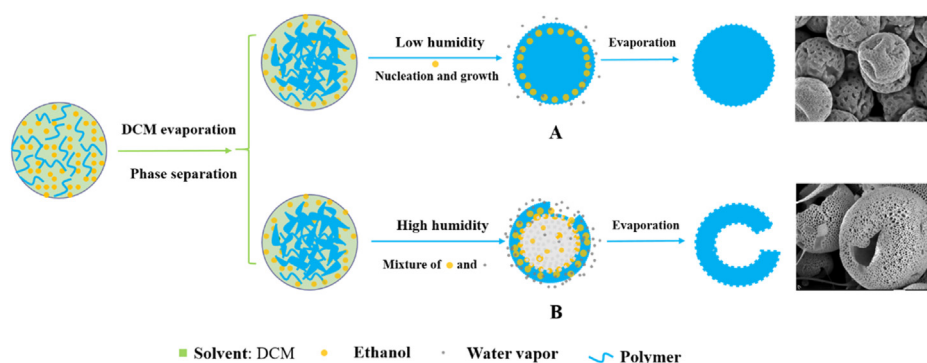 DCM evaporation
Phase separation
Low humidity
Nucleation and growth
Evaporation
A
High humidity
Mixture of and
Evaporation
B
Solvent: DCM Ethanol Water vapor Polymer